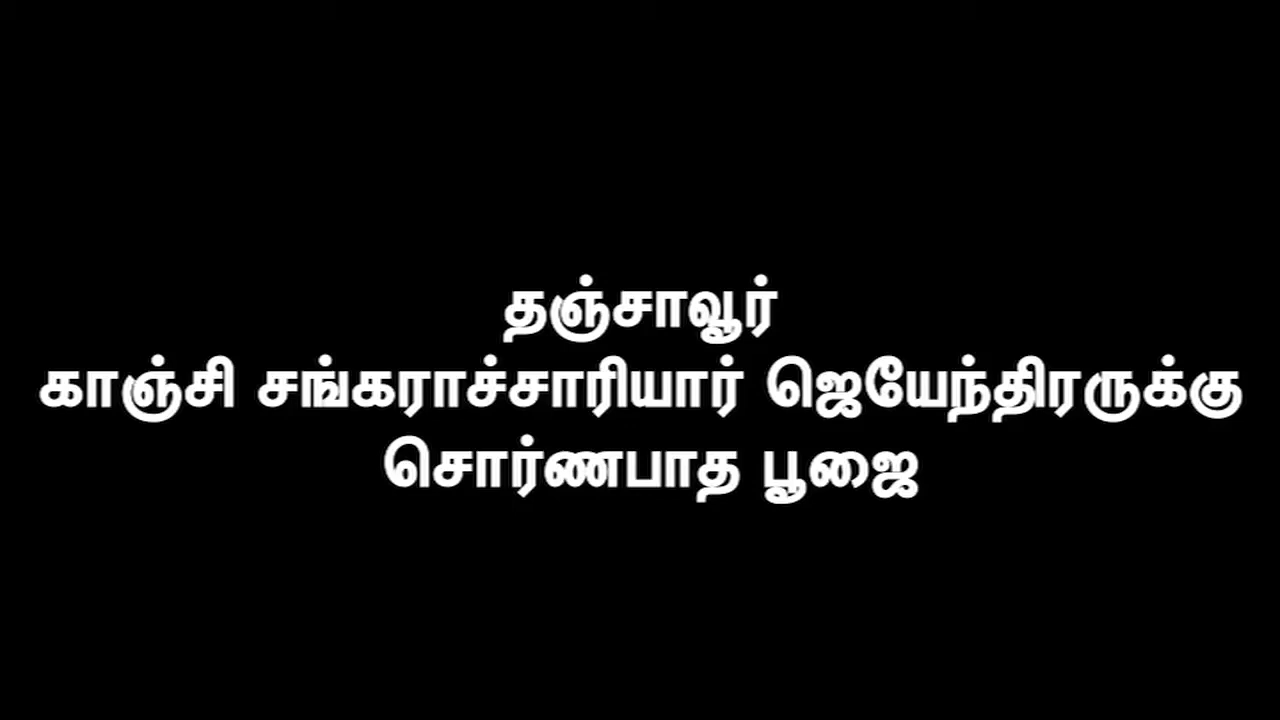 தஞ்சாவூர்
காஞ்சி சங்கராச்சாரியார் ஜெயேந்திரருக்கு
சொர்ணபாத பூஜை